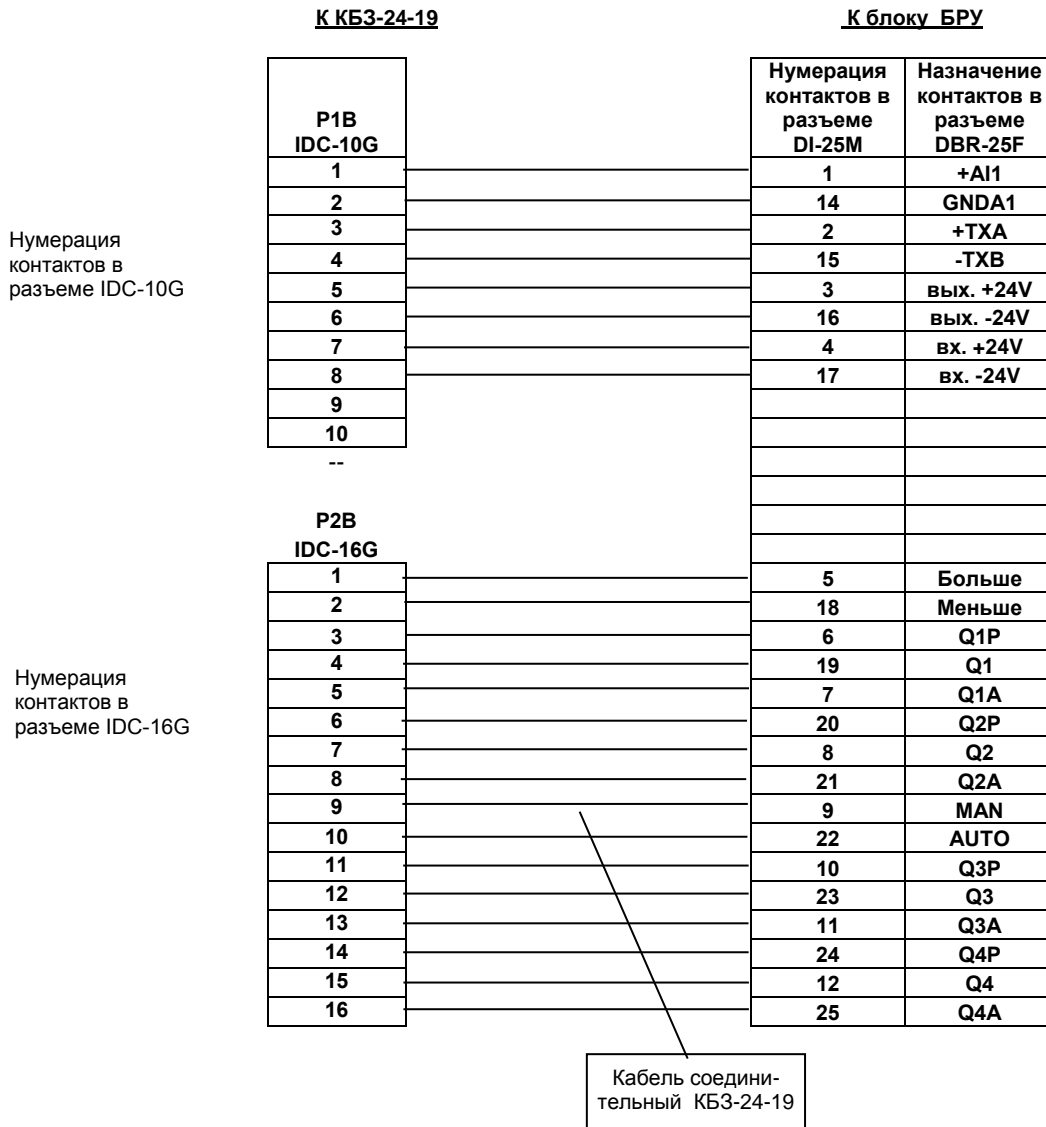 К КБЗ-24-19
К блоку БРУ
P1B
IDC-10G
Нумерация
контактов в
разъеме
DI-25M
Назначение
контактов в
разъеме
DBR-25F
1 1 +AI1
2 14 GNDA1
3 2 +TXA
4 15 -TXB
5 3 вых. +24V
6 16 вых. -24V
7 4 вх. +24V
8 17 вх. -24V
9
10
--
Нумерация
контактов в
разъеме IDC-10G
P2B
IDC-16G
1 5 Больше
2 18 Меньше
3 6 Q1P
4 19 Q1
5 7 Q1A
6 20 Q2P
7 8 Q2
8 21 Q2A
9 9 MAN
10 22 AUTO
11 10 Q3P
12 23 Q3
13 11 Q3A
14 24 Q4P
15 12 Q4
16 25 Q4A
Нумерация
контактов в
разъеме IDC-16G
Кабель соедини-
тельный КБЗ-24-19